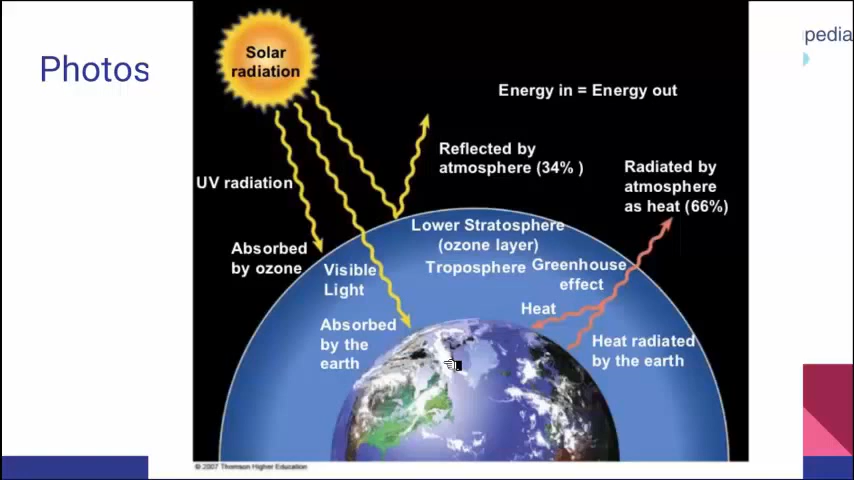 Photos
pedia
Solar
radiation
Energy in = Energy out
Reflected by
atmosphere (34% )
Radiated by
atmosphere
as heat (66%)
UV radiation
Lower Stratosphere
(ozone layer)
Absorbed
by ozone
Visible
Light
Troposphere
Greenhouse
effect
Heat
Absorbed
by the
earth
Heat radiated
by the earth
© 2007 Thomson Higher Education